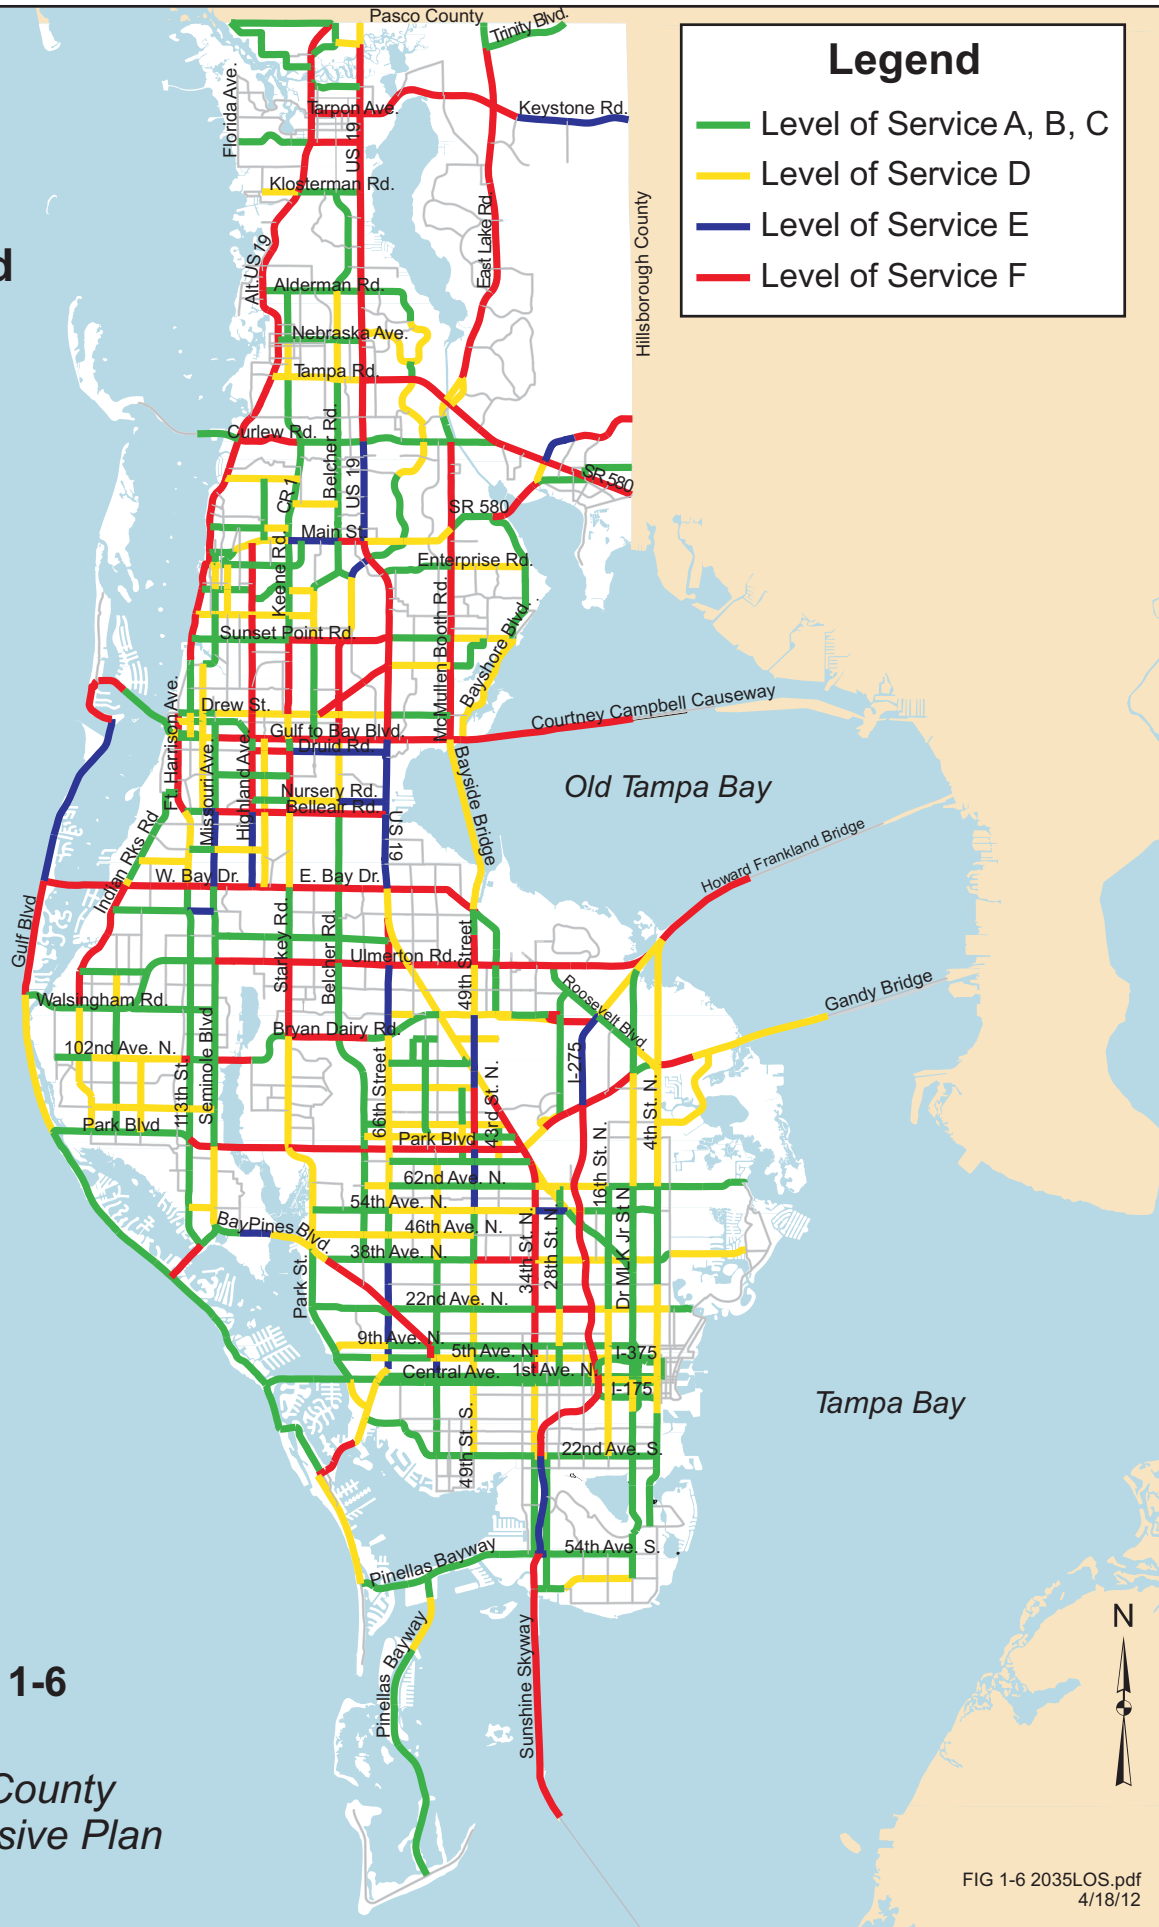 Pasco County
Trinity Blvd.
Legend
Level of Service A, B, C
Level of Service D
Level of Service E
Level of Service F
Florida Ave.
Tarpon Ave.
Keystone Rd.
US 19
Klosterman Rd.
East Lake Rd.
Hillsborough County
d
Alt.US 19
Alderman Rd.
Nebraska Ave.
Tampa Rd.
Curlew Rd.
Belcher Rd.
US 19
CR 1
SR 580
SR 580
Main St.
Enterprise Rd.
Keene Rd.
McMullen Booth Rd.
Sunset Point Rd.
Bayshore Blvd.
Ft. Harrison Ave.
Drew St.
Gulf to Bay Blvd
Druid Rd.
Courtney Campbell Causeway
Missouri Ave.
Highland Ave.
Bayside Bridge
Old Tampa Bay
Nursery Rd.
Belleair Rd.
US 19
Indian Rks Rd
Howard Frankland Bridge
W. Bay Dr.
E. Bay Dr.
Gulf Blvd
Starkey Rd.
Belcher Rd.
49th Street
Ulmerton Rd.
Roosevelt Blvd.
Gandy Bridge
Walsingham Rd.
Seminole Blvd
Bryan Dairy Rd.
102nd Ave. N.
113th St.
66th Street
43rd St. N.
I-275
4th St. N.
Park Blvd
Park Blvd
16th St. N.
62nd Ave. N.
54th Ave. N.
BayPines Blvd.
46th Ave. N.
38th Ave. N.
34th St. N.
28th St. N.
Dr MLK Jr St N
Park St.
22nd Ave. N.
9th Ave. N.
5th Ave. N.
I-375
Central Ave.
1st Ave. N.
I-175
Tampa Bay
49th St. S.
22nd Ave. S.
54th Ave. S.
Pinellas Bayway
Pinellas Bayway
Sunshine Skyway
N
1-6
County
sive Plan
FIG 1-6 2035LOS.pdf
4/18/12